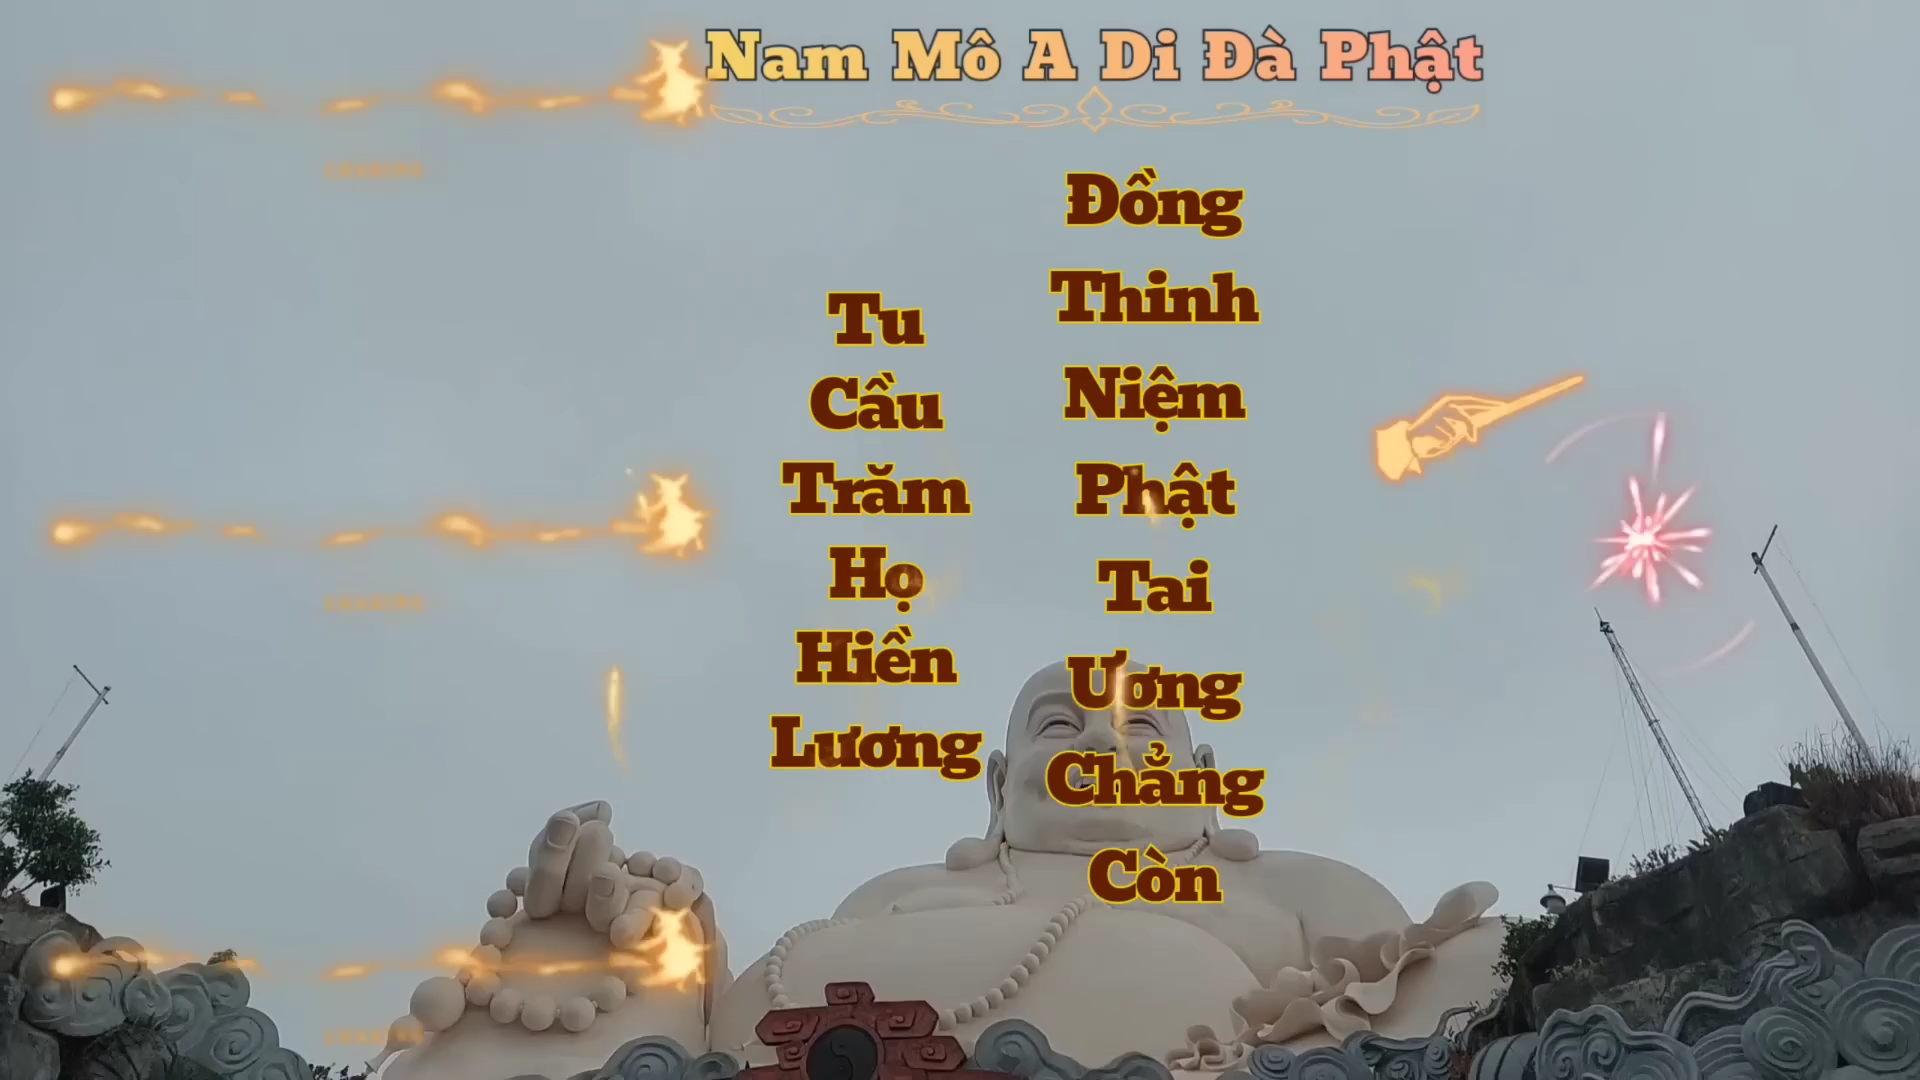 Nam Mô A Di Đà Phật
Tu
Cầu
Trăm
Họ
Hiền
Lương
Đồng
Thinh
Niệm
Phật
Tai
Ương
Chẳng
Còn